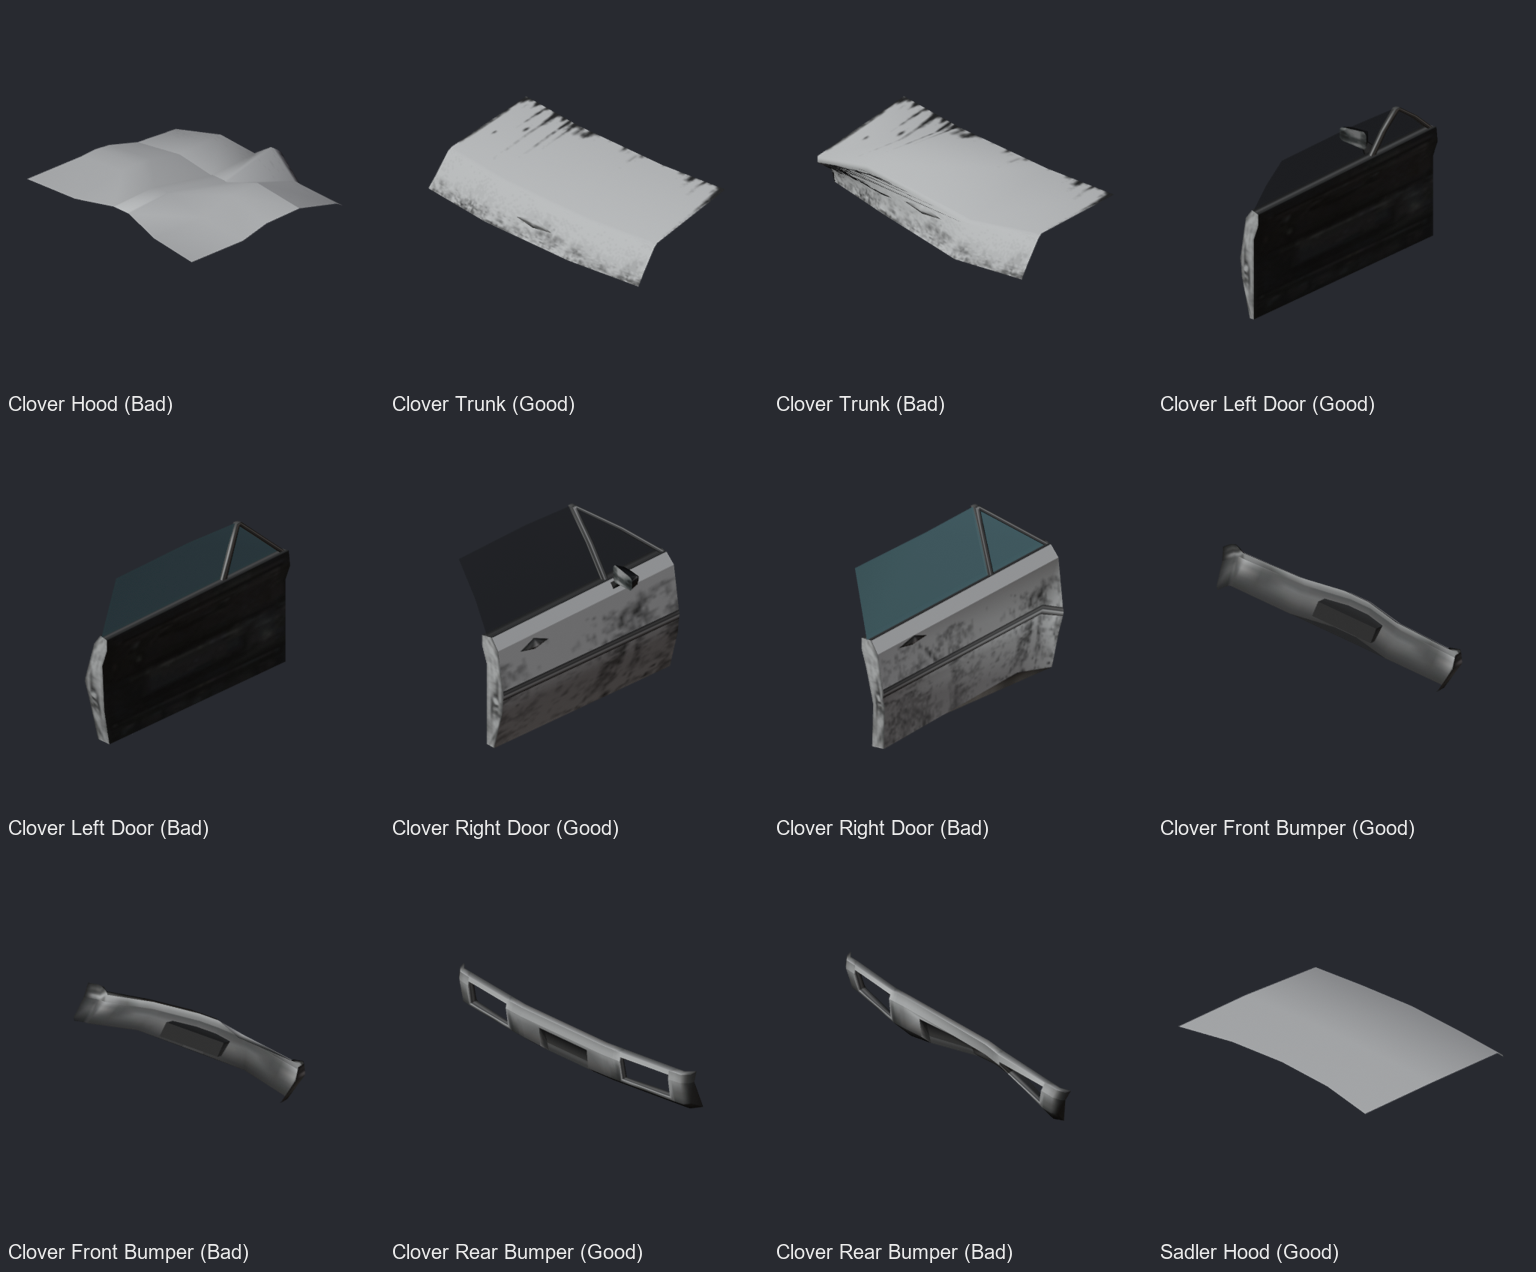 Clover Hood (Bad)
Clover Trunk (Good)
Clover Trunk (Bad)
Clover Left Door (Good)
Clover Left Door (Bad)
Clover Right Door (Good)
Clover Right Door (Bad)
Clover Front Bumper (Good)
Clover Front Bumper (Bad)
Clover Rear Bumper (Good)
Clover Rear Bumper (Bad)
Sadler Hood (Good)